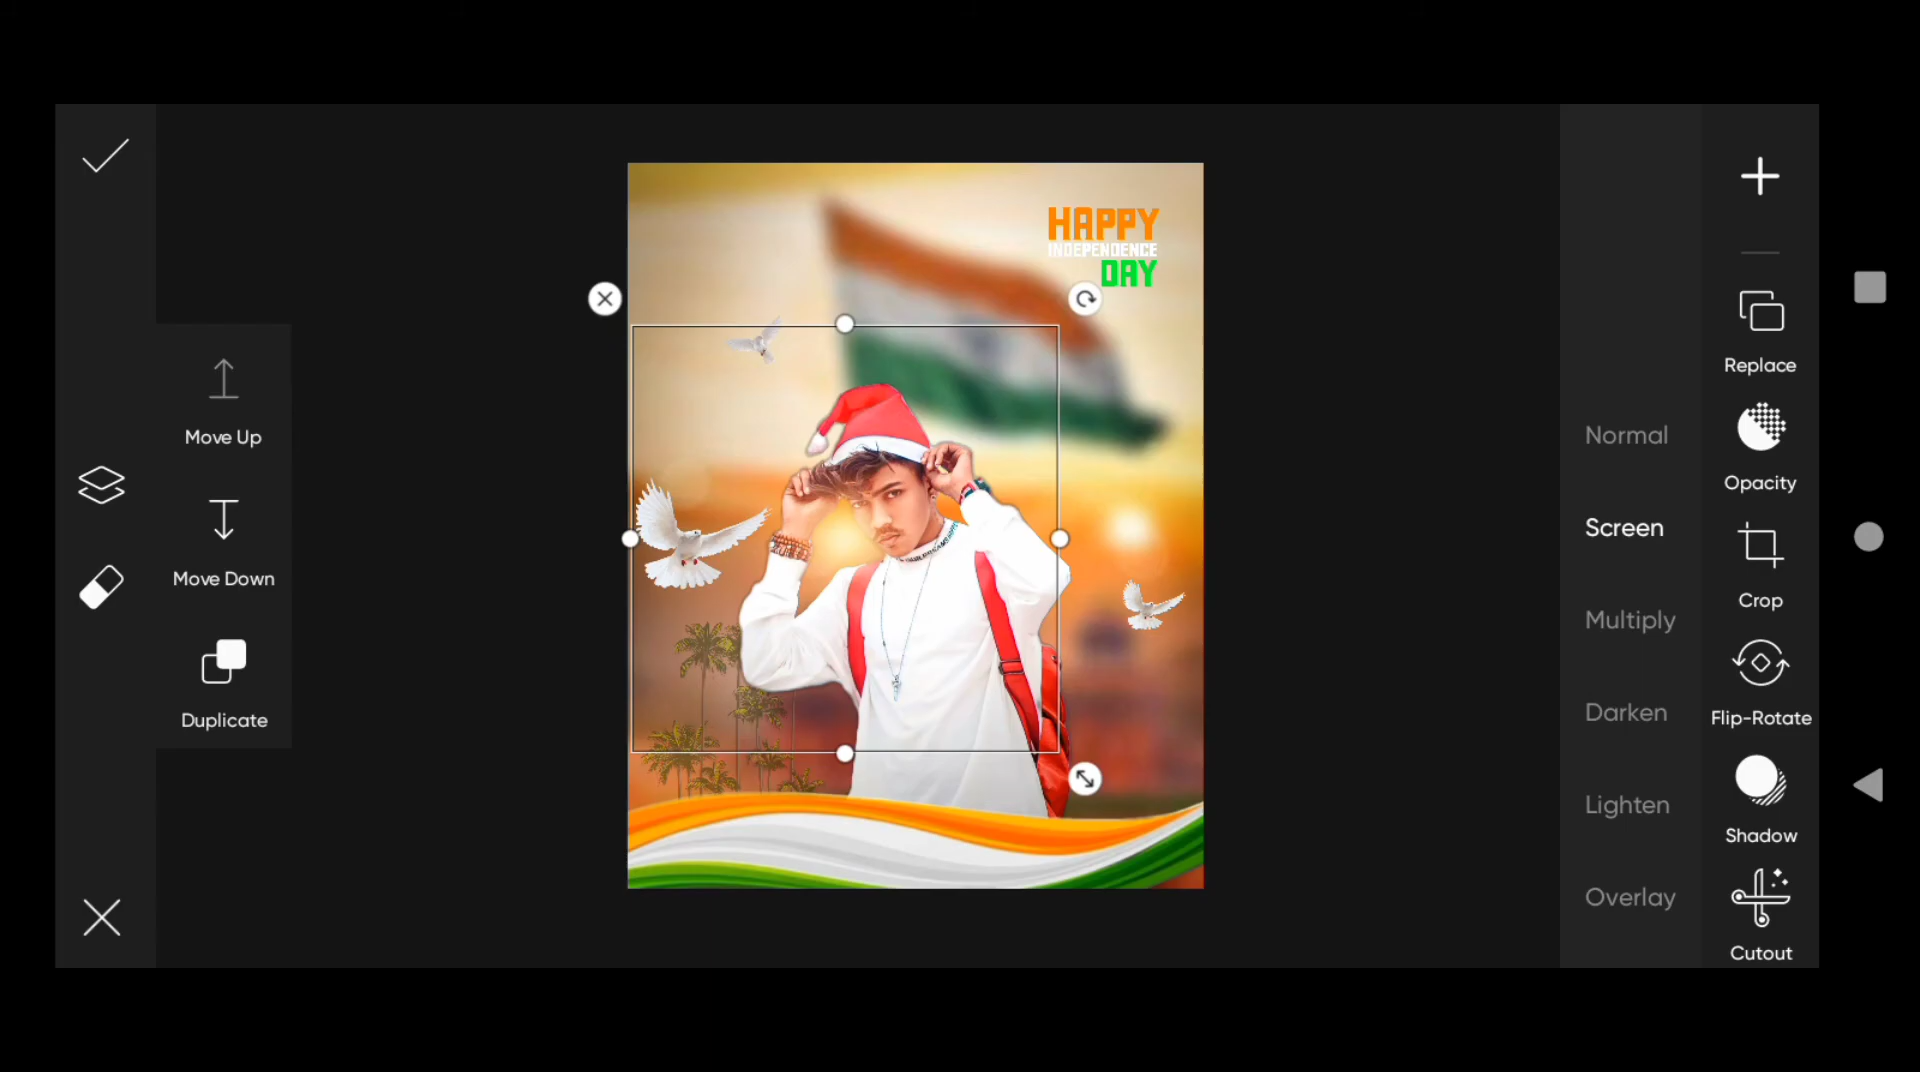 HAPPY
INDEPENDENCE
DAY
Move Up
Move Down
Duplicate
Normal
Screen
Multiply
Darken
Lighten
Overlay
Replace
Opacity
Crop
Flip-Rotate
Shadow
Cutout